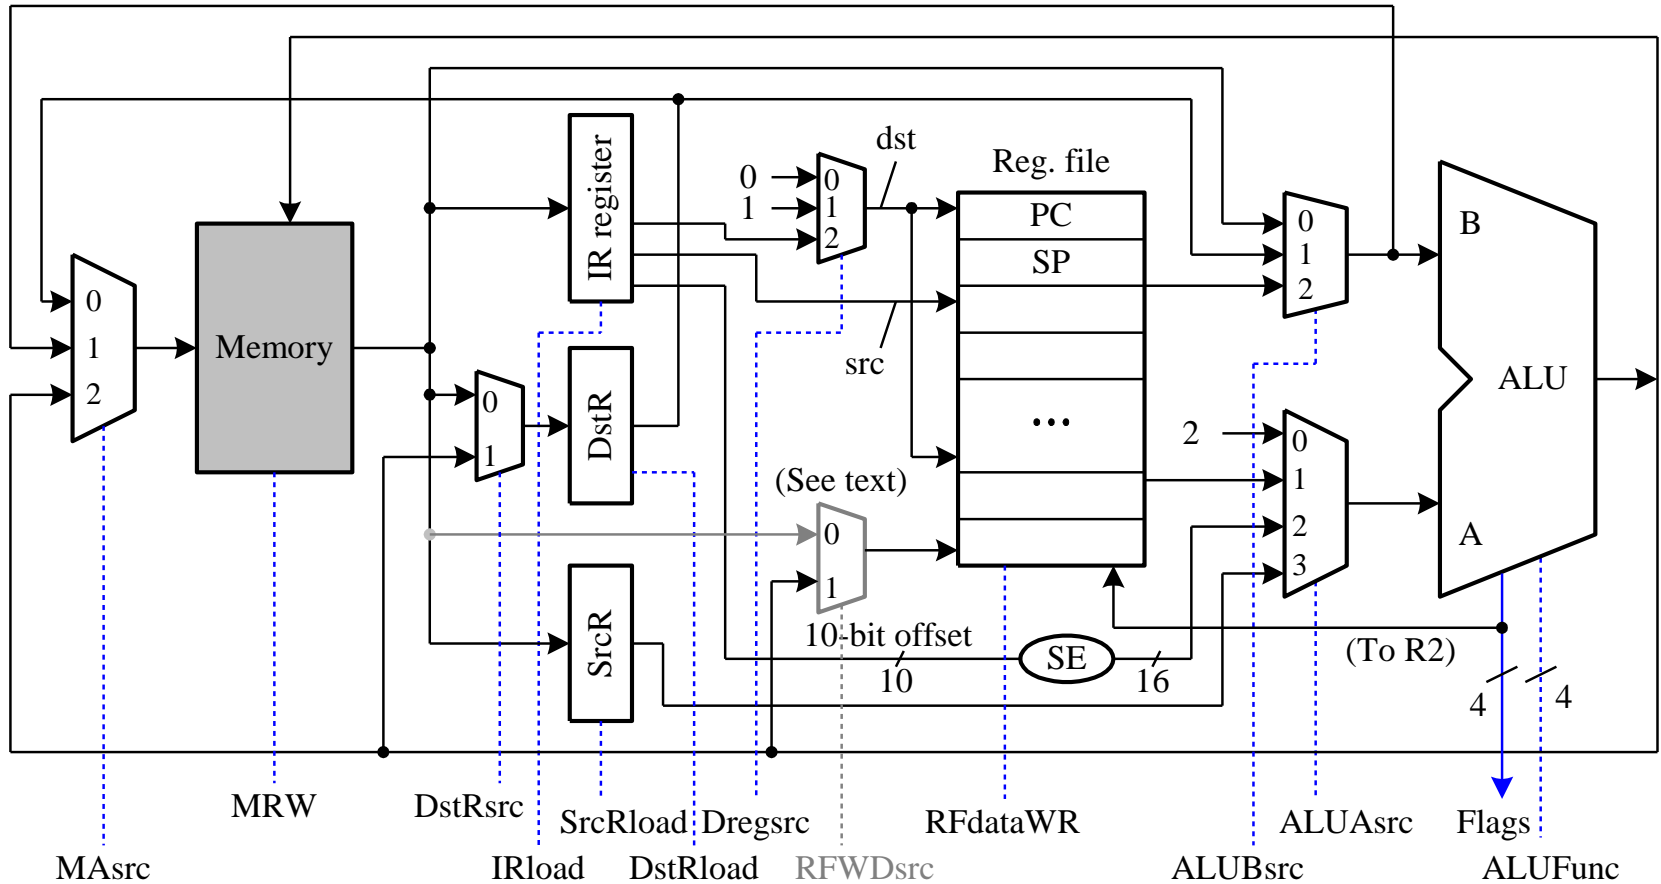 dst
Reg. file
0
1
0
1
2
IR register
PC
SP
0
1
2
B
0
1
2
Memory
src
ALU
0
1
DstR
...
2
0
1
2
3
(See text)
0
1
A
SrcR
10-bit offset
10
SE
16
(To R2)
4
4
MRW
DstRsrc
SrcRload
Dregsrc
RFdataWR
ALUAsrc
Flags
MAsrc
IRload
DstRload
RFWDsrc
ALUBsrc
ALUFunc